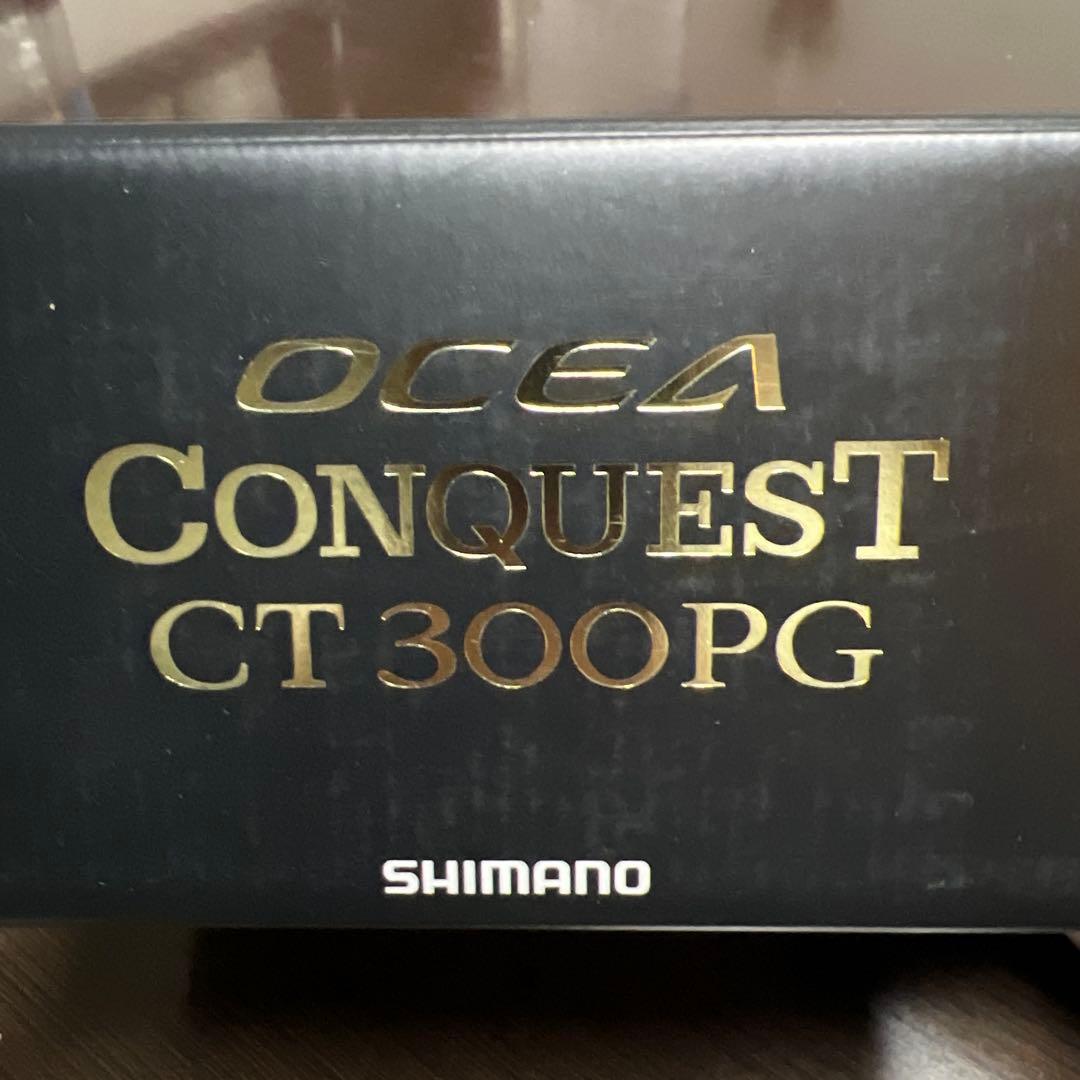 OCEA
CONQUEST
CT 300PG
SHIMANO